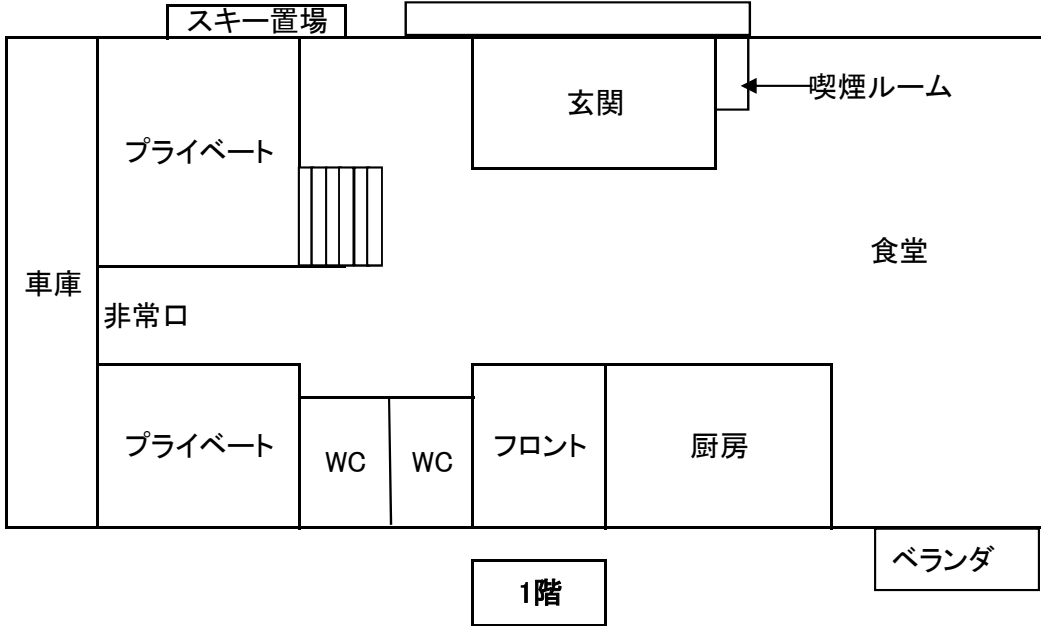 スキー置場
喫煙ルーム
玄関
プライベート
食堂
車庫
非常口
プライベート
WC
WC
フロント
厨房
ベランダ
1階